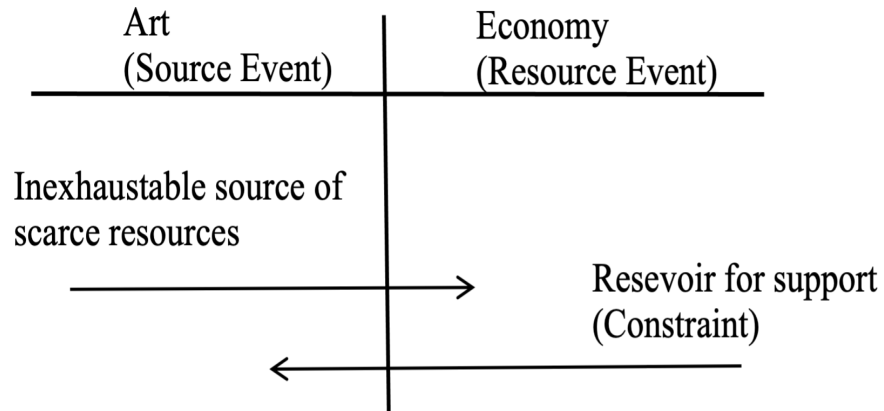 Art
(Source Event)
Economy
(Resource Event)
Inexhaustable source of
scarce resources
Resevoir for support
(Constraint)